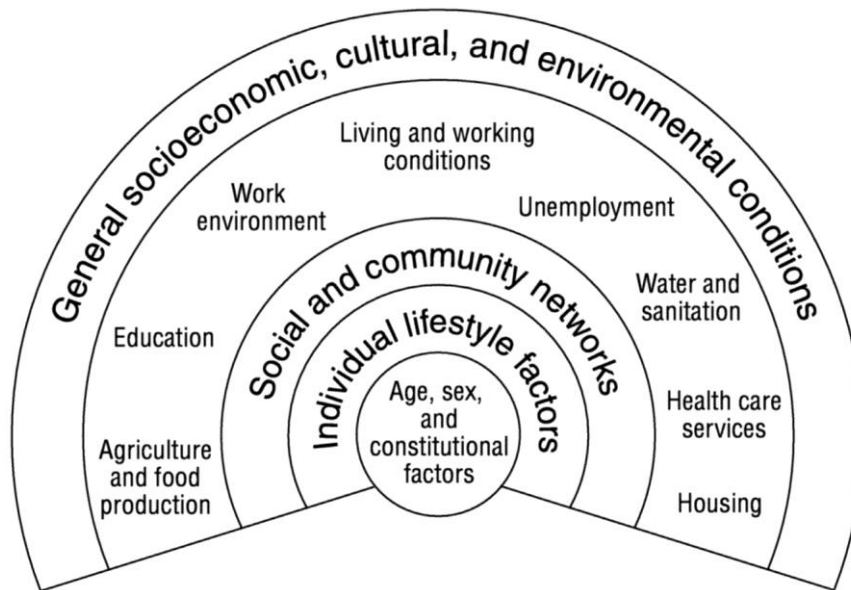 General socioeconomic, cultural, and environmental conditions
Living and working
conditions
Work
environment
Unemployment
Water and
sanitation
Education
Health care
services
Agriculture
and food
production
Housing
Social and community networks
Individual lifestyle factors
Age, sex,
and
constitutional
factors